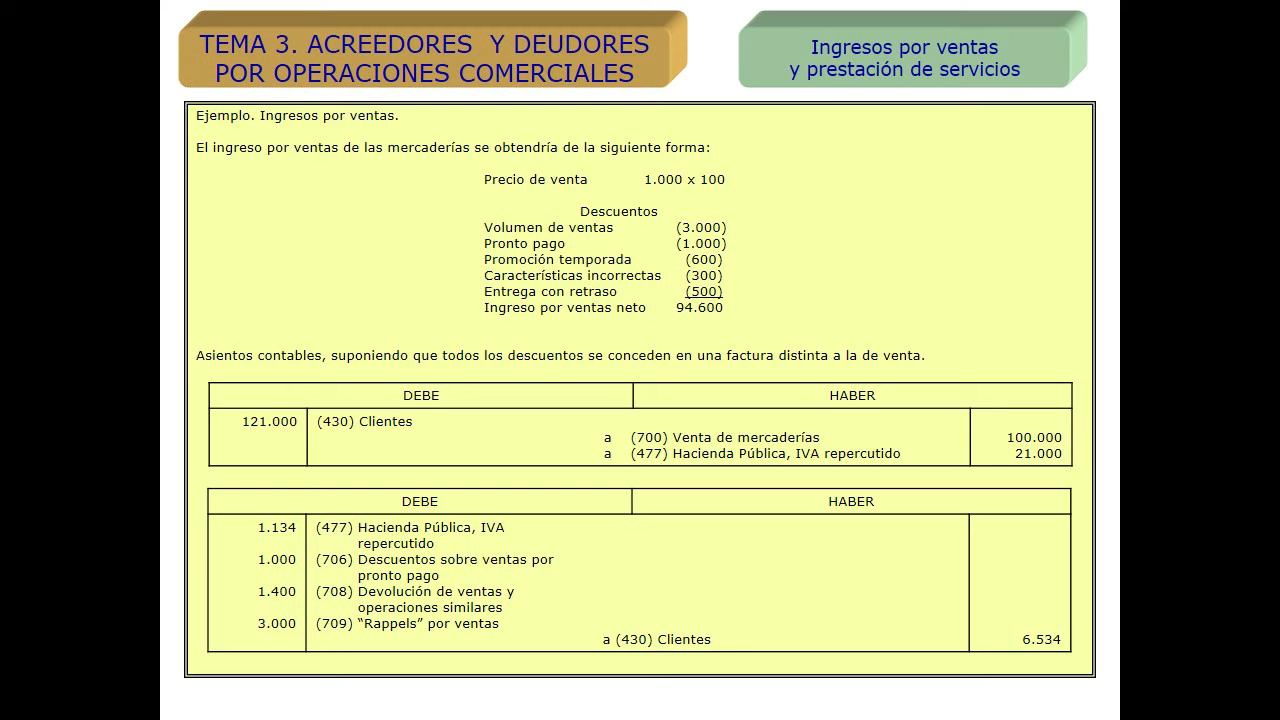 TEMA 3. ACREEDORES Y DEUDORES
POR OPERACIONES COMERCIALES
Ingresos por ventas
y prestación de servicios
Ejemplo. Ingresos por ventas.
El ingreso por ventas de las mercaderías se obtendría de la siguiente forma:
Precio de venta 1.000 x 100
Descuentos
Volumen de ventas (3.000)
Pronto pago (1.000)
Promoción temporada (600)
Características incorrectas (300)
Entrega con retraso (500)
Ingreso por ventas neto 94.600
Asientos contables, suponiendo que todos los descuentos se conceden en una factura distinta a la de venta.
DEBE HABER
121.000 (430) Clientes
a (700) Venta de mercaderías 100.000
a (477) Hacienda Pública, IVA repercutido 21.000
DEBE HABER
1.134 (477) Hacienda Pública, IVA
repercutido
1.000 (706) Descuentos sobre ventas por
pronto pago
1.400 (708) Devolución de ventas y
operaciones similares
3.000 (709) “Rappels” por ventas
a (430) Clientes 6.534